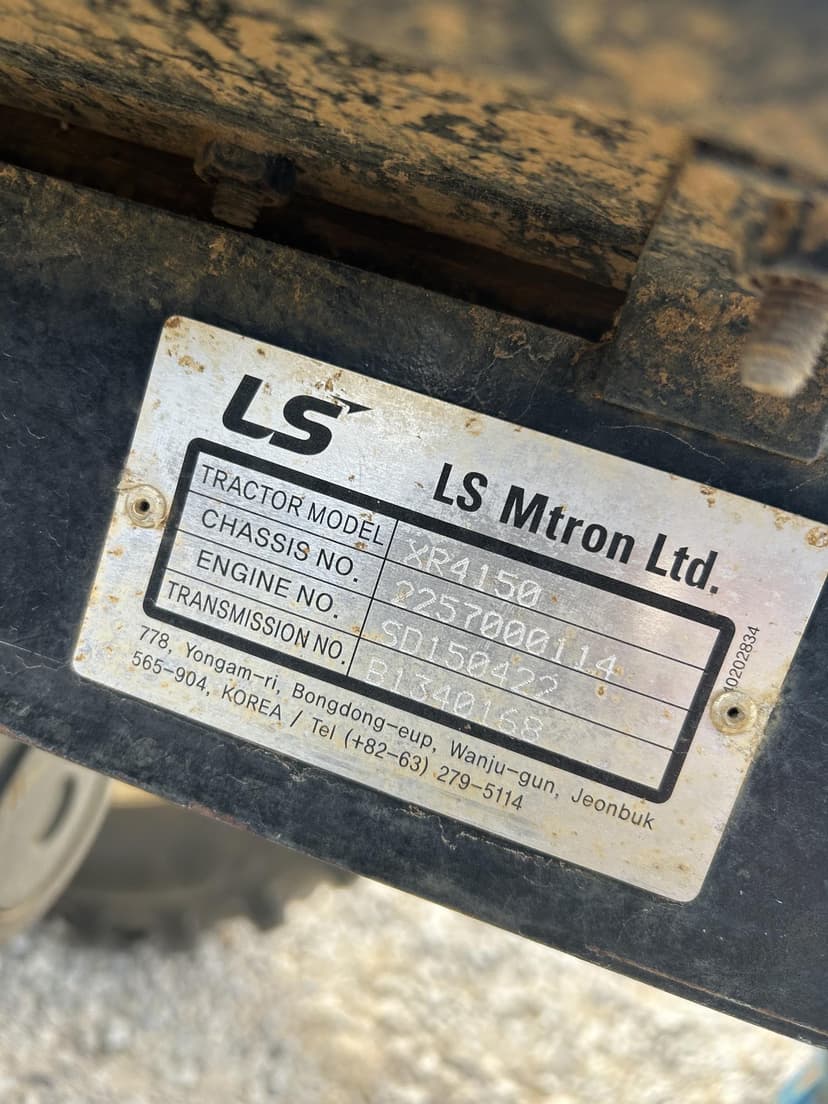 LS
LS Mtron Ltd.
TRACTOR MODEL XR4150
CHASSIS NO. 2257000114
ENGINE NO. SD150422
TRANSMISSION NO. B1340168
778, Yongam-ri, Bongdong-eup, Wanju-gun, Jeonbuk
565-904, KOREA / Tel (+82-63) 279-5114
40202834